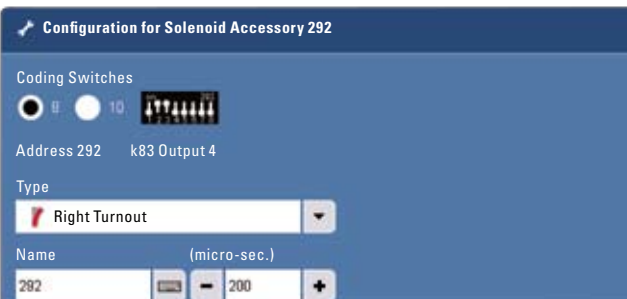 Configuration for Solenoid Accessory 292
Coding Switches
8 10
Address 292 k83 Output 4
Type
Right Turnout
Name (micro-sec.)
292 200